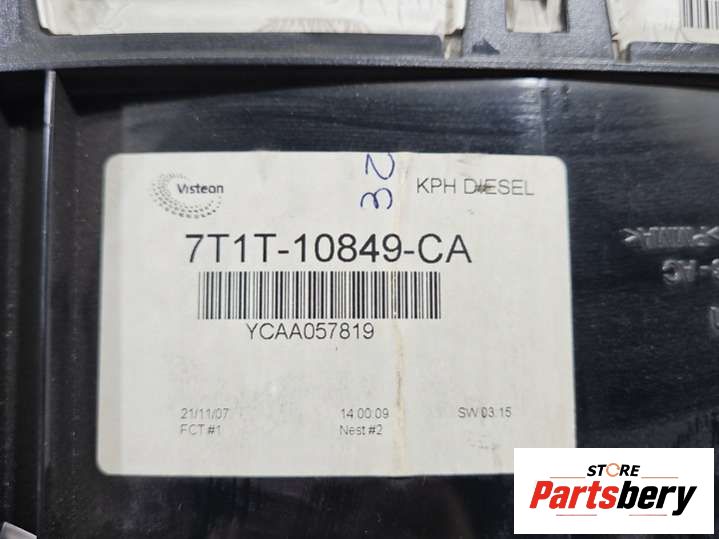 Visteon
32
KPH DIESEL
7T1T-10849-CA
YCAA057819
21/11/07
14:00:09
SW 03.15
FCT #1
Nest #2
STORE
Partsbery